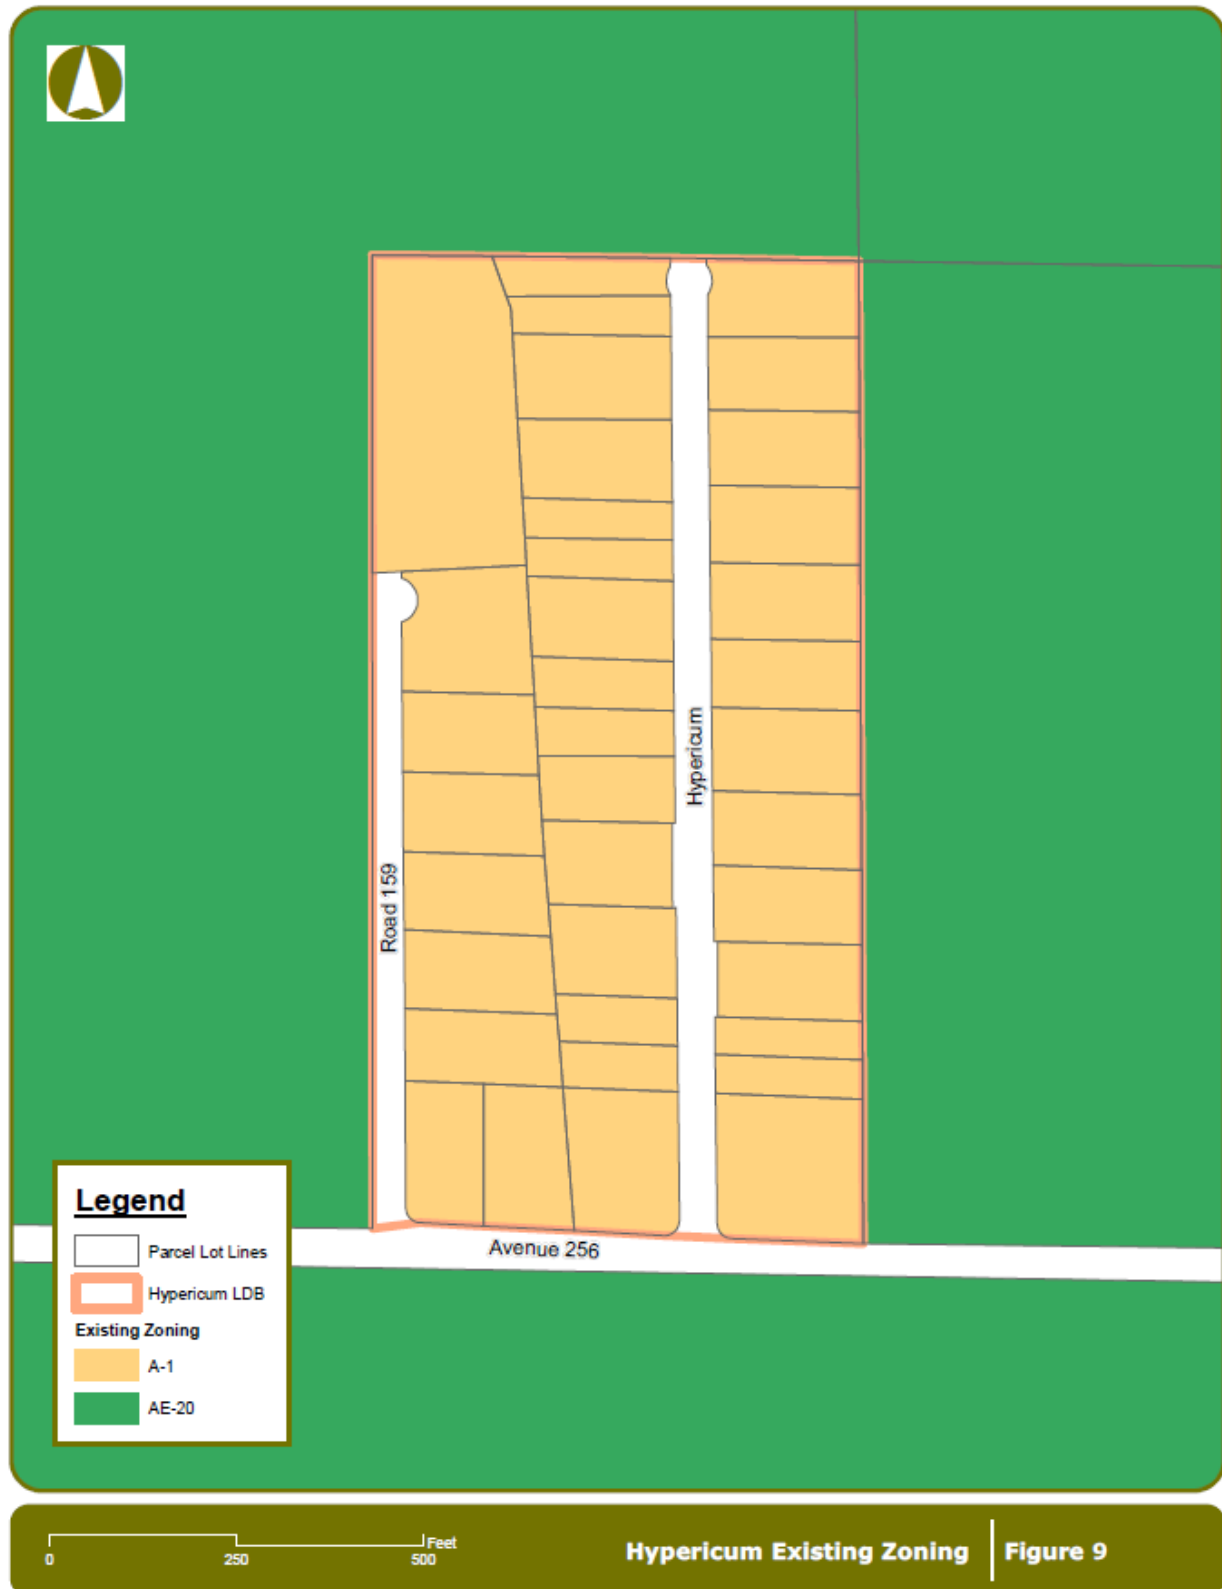 Hypericum
Road 159
Avenue 256
Legend
Parcel Lot Lines
Hypericum LDB
Existing Zoning
A-1
AE-20
Feet
0 250 500
Hypericum Existing Zoning Figure 9